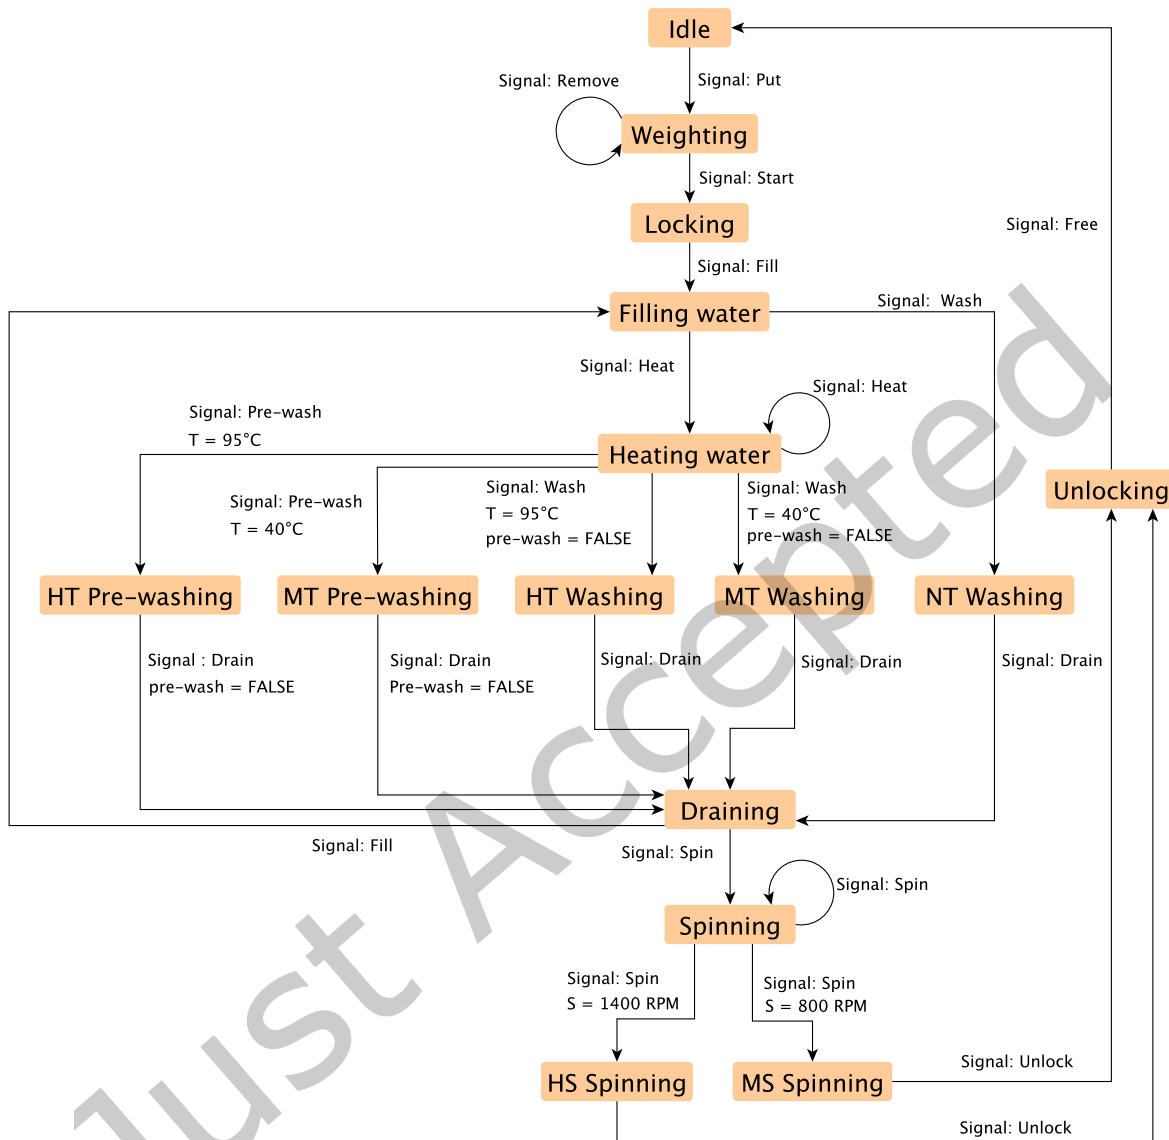 Idle
Signal: Remove
Signal: Put
Weighting
Signal: Start
Locking
Signal: Free
Signal: Fill
Filling water
Signal:  Wash
Signal: Heat
Signal: Heat
Signal: Pre-wash
T = 95°C
Heating water
Signal: Pre-wash
T = 40°C
Signal: Wash
T = 95°C
pre-wash = FALSE
Signal: Wash
T = 40°C
pre-wash = FALSE
Unlocking
HT Pre-washing
MT Pre-washing
HT Washing
MT Washing
NT Washing
Signal : Drain
pre-wash = FALSE
Signal: Drain
Pre-wash = FALSE
Signal: Drain
Signal: Drain
Signal: Drain
Draining
Signal: Fill
Signal: Spin
Signal: Spin
Spinning
Signal: Spin
S = 1400 RPM
Signal: Spin
S = 800 RPM
HS Spinning
MS Spinning
Signal: Unlock
Signal: Unlock
Just Accepted